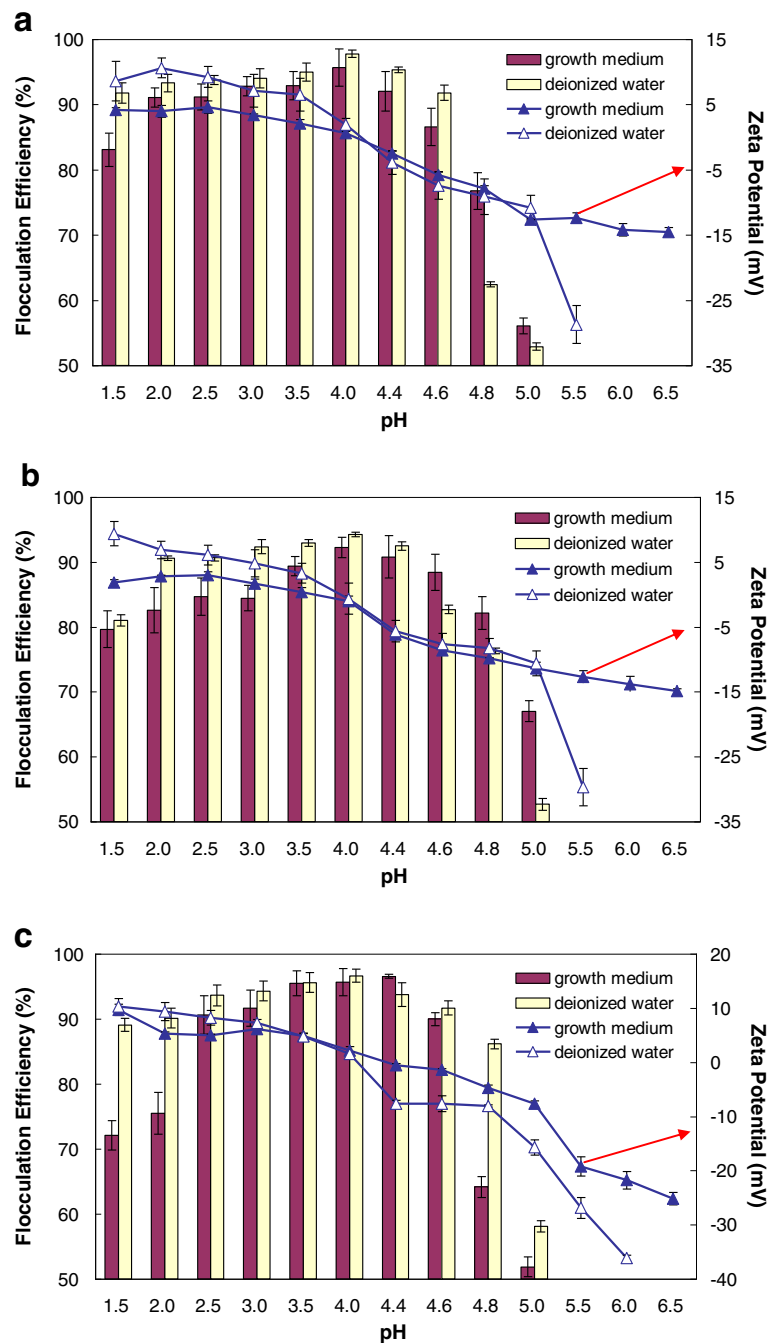 a
Flocculation Efficiency (%)
100
90
80
70
60
50
growth medium
deionized water
growth medium
deionized water
15
5
-5
-15
-25
-35
Zeta Potential (mV)
1.5 2.0 2.5 3.0 3.5 4.0 4.4 4.6 4.8 5.0 5.5 6.0 6.5
pH
b
Flocculation Efficiency (%)
100
90
80
70
60
50
growth medium
deionized water
growth medium
deionized water
15
5
-5
-15
-25
-35
Zeta Potential (mV)
1.5 2.0 2.5 3.0 3.5 4.0 4.4 4.6 4.8 5.0 5.5 6.0 6.5
pH
c
Flocculation Efficiency (%)
100
90
80
70
60
50
growth medium
deionized water
growth medium
deionized water
20
10
0
-10
-20
-30
-40
Zeta Potential (mV)
1.5 2.0 2.5 3.0 3.5 4.0 4.4 4.6 4.8 5.0 5.5 6.0 6.5
pH